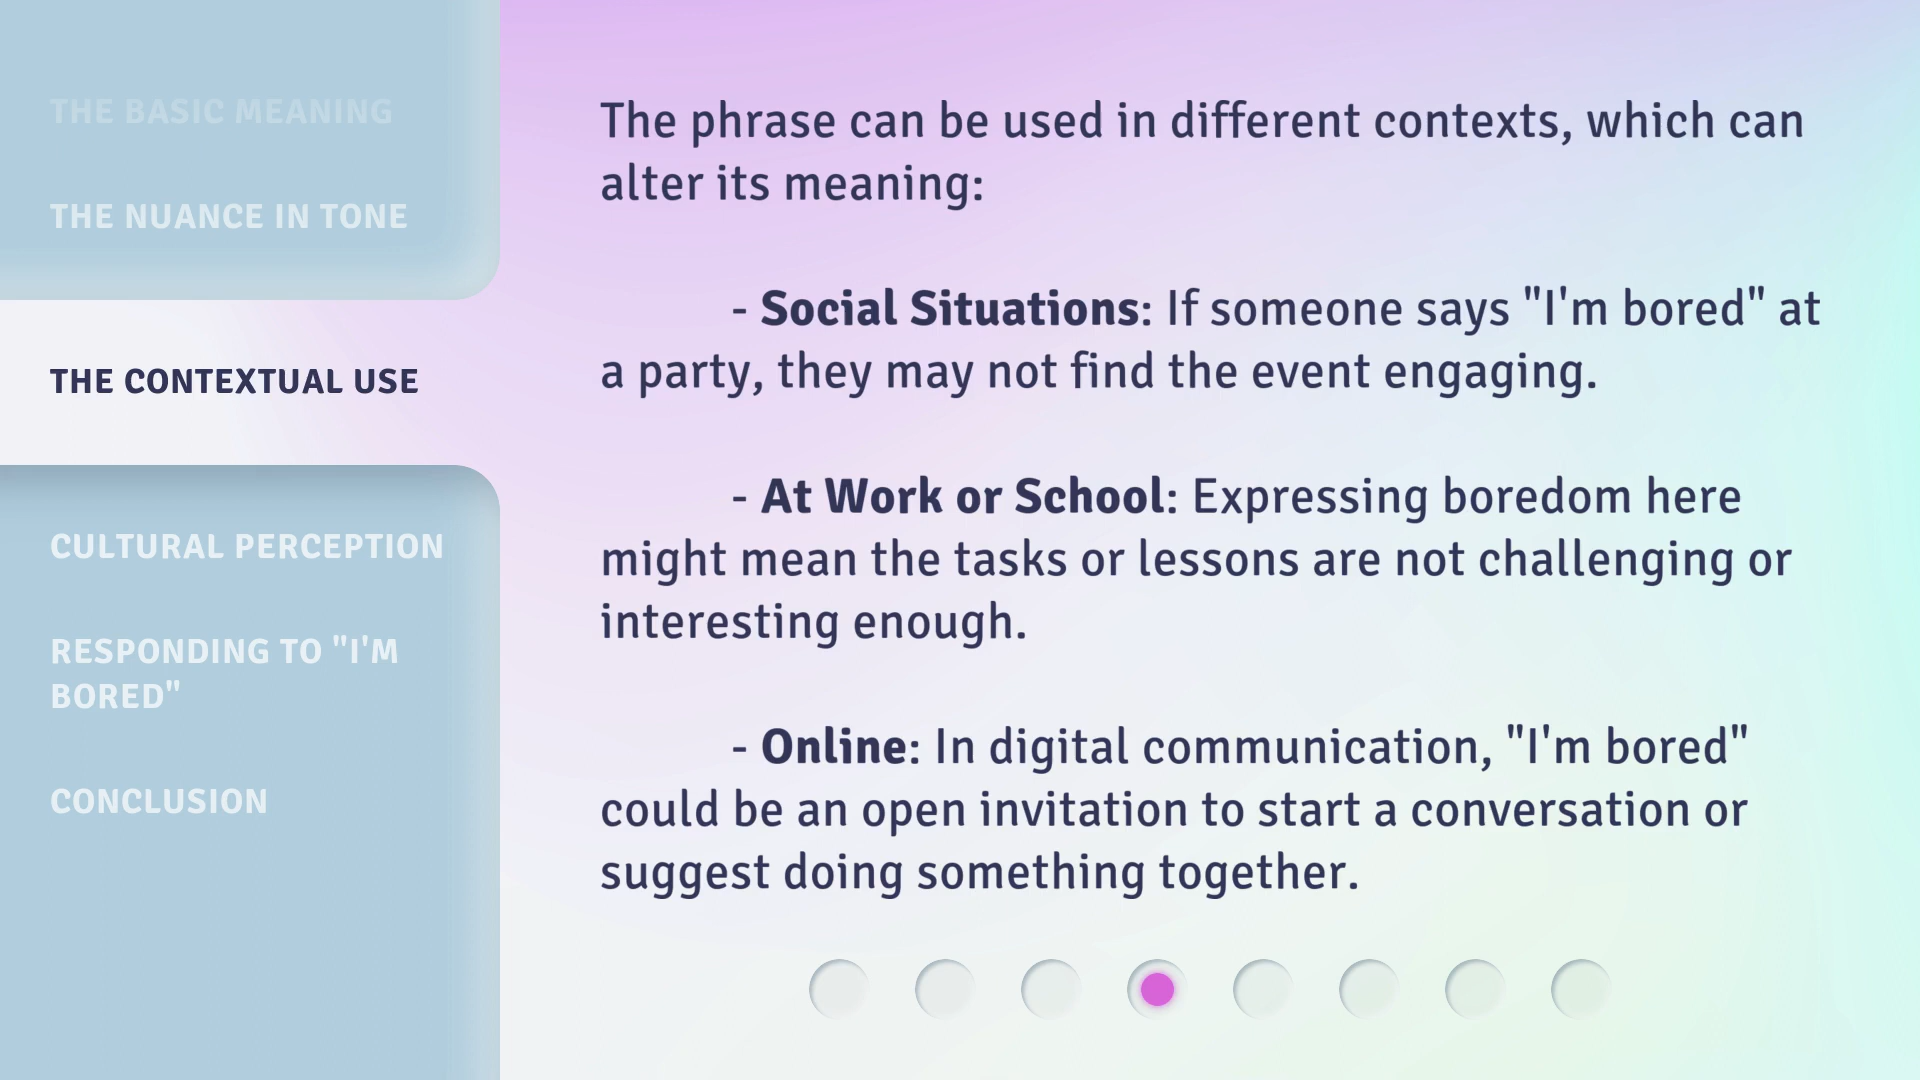 THE BASIC MEANING
THE NUANCE IN TONE
THE CONTEXTUAL USE
CULTURAL PERCEPTION
RESPONDING TO "I'M
BORED"
CONCLUSION
The phrase can be used in different contexts, which can
alter its meaning:
- Social Situations: If someone says "I'm bored" at
a party, they may not find the event engaging.
- At Work or School: Expressing boredom here
might mean the tasks or lessons are not challenging or
interesting enough.
- Online: In digital communication, "I'm bored"
could be an open invitation to start a conversation or
suggest doing something together.